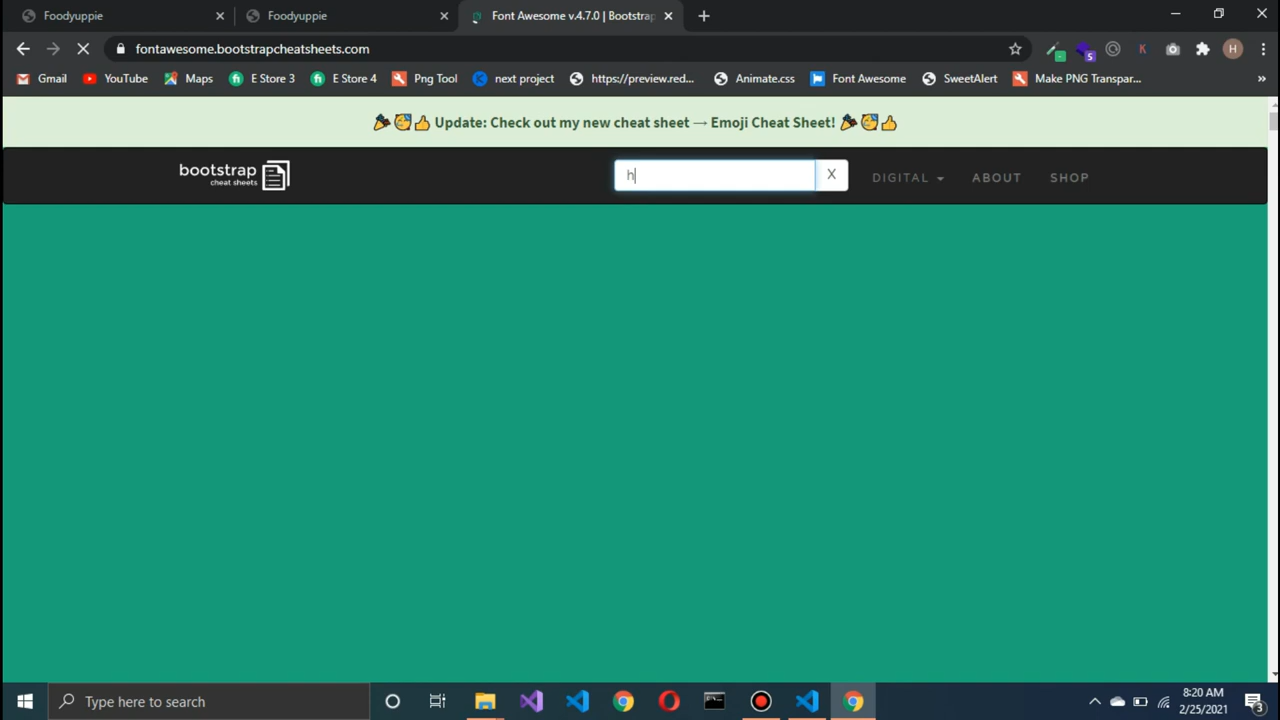 Foodyuppie
Foodyuppie
Font Awesome v.4.7.0 | Bootstrap
fontawesome.bootstrapcheatsheets.com
H
5
K
Gmail
YouTube
Maps
E Store 3
E Store 4
Png Tool
next project
https://preview.red...
Animate.css
Font Awesome
SweetAlert
Make PNG Transpar...
»
Update: Check out my new cheat sheet → Emoji Cheat Sheet!
bootstrap
cheat sheets
h
X
DIGITAL
ABOUT
SHOP
Type here to search
8:20 AM
2/25/2021
3